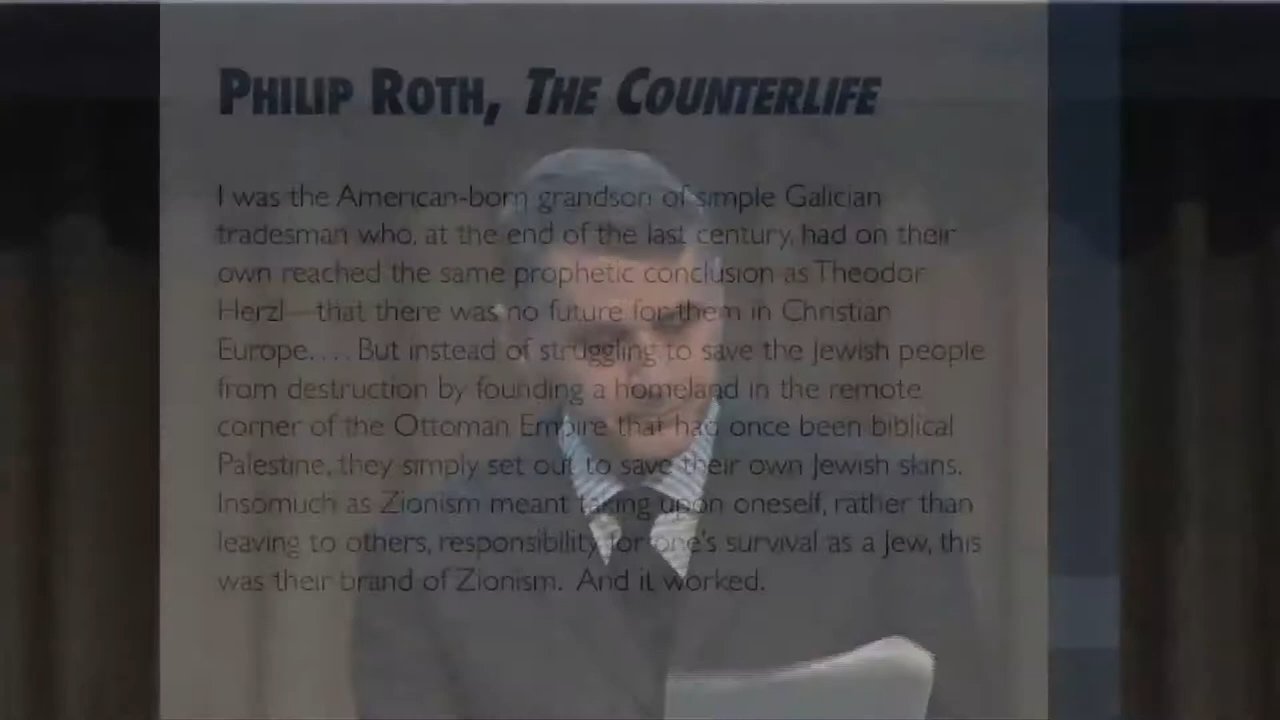 PHILIP ROTH, THE COUNTERLIFE
I was the American-born grandson of simple Galician
tradesman who, at the end of the last century, had on their
own reached the same prophetic conclusion as Theodor
Herzl—that there was no future for them in Christian
Europe.... But instead of struggling to save the Jewish people
from destruction by founding a homeland in the remote
corner of the Ottoman Empire that had once been biblical
Palestine, they simply set out to save their own Jewish skins.
Insomuch as Zionism meant taking upon oneself, rather than
leaving to others, responsibility for one's survival as a Jew, this
was their brand of Zionism. And it worked.